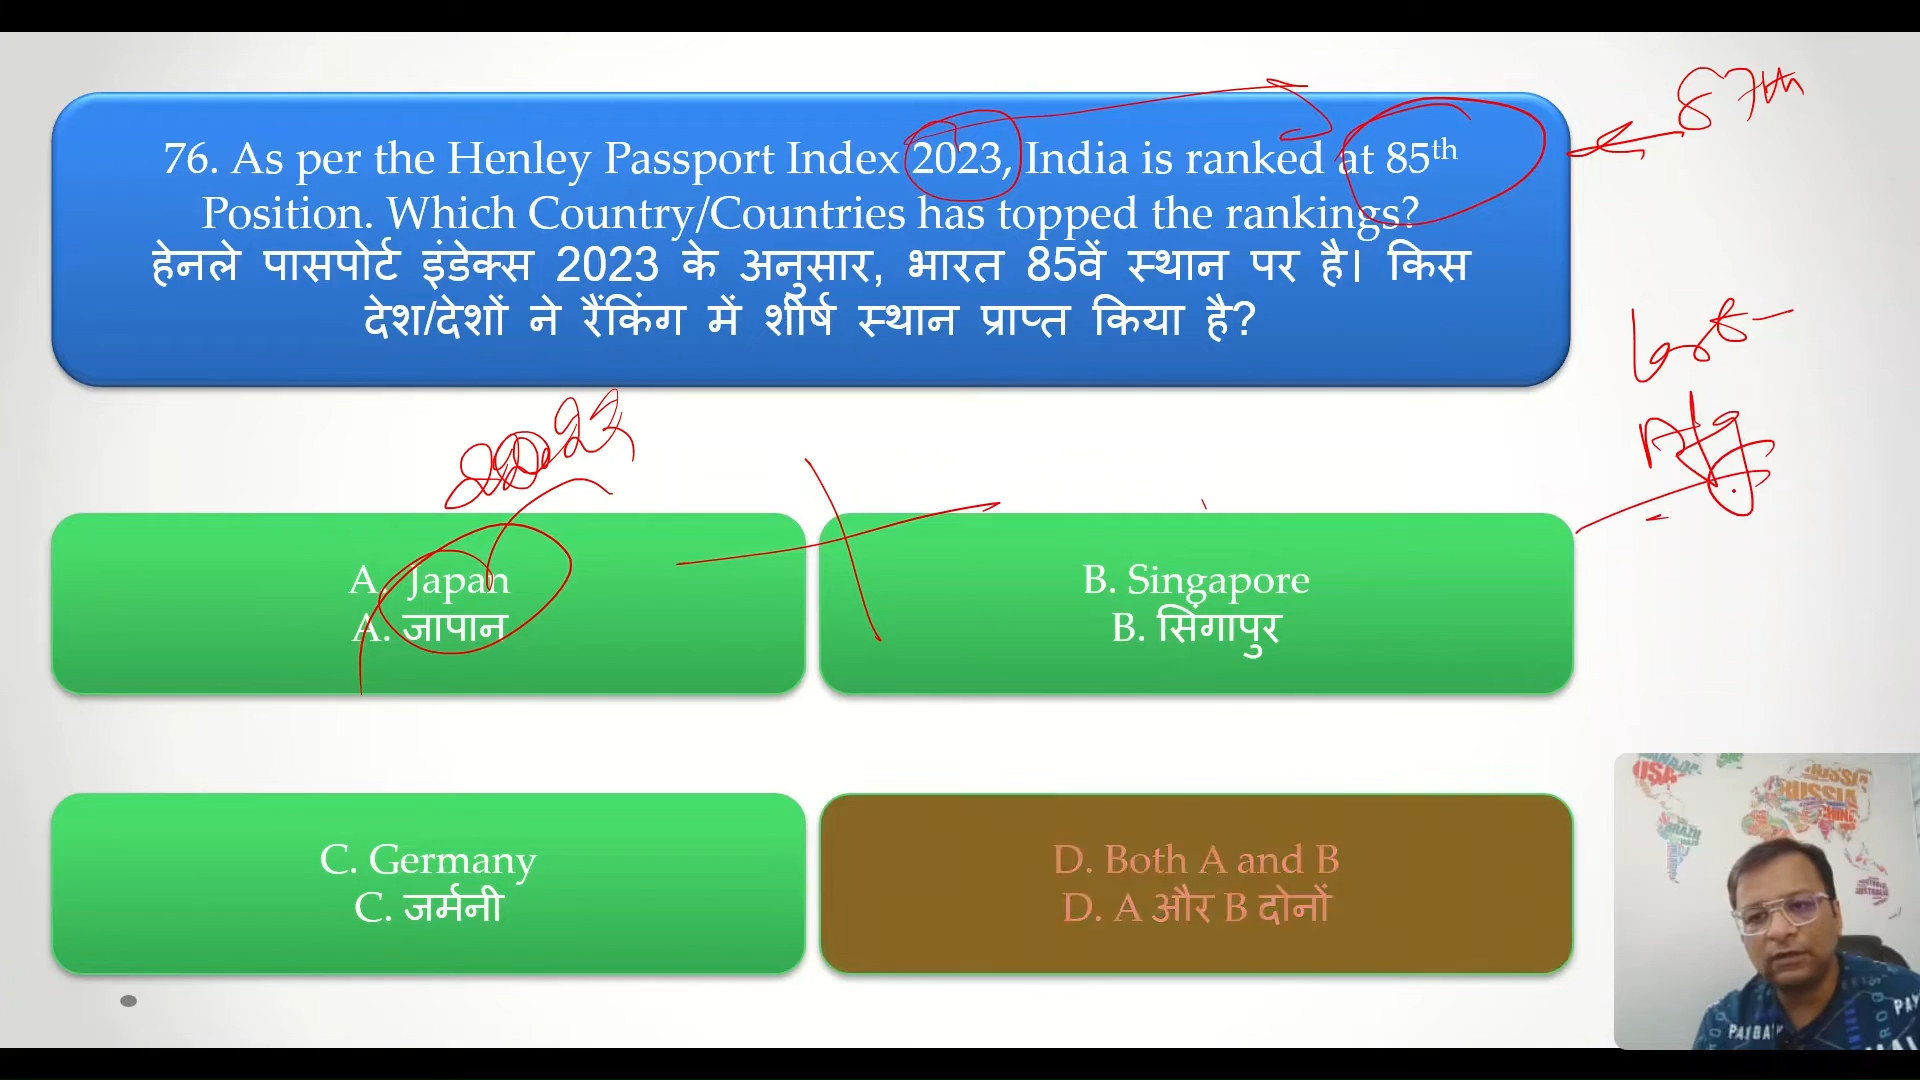 87th
76. As per the Henley Passport Index 2023, India is ranked at 85th
Position. Which Country/Countries has topped the rankings?
हेनले पासपोर्ट इंडेक्स 2023 के अनुसार, भारत 85वें स्थान पर है। किस
देश/देशों ने रैंकिंग में शीर्ष स्थान प्राप्त किया है?
2023
A. Japan
A. जापान
B. Singapore
B. सिंगापुर
C. Germany
C. जर्मनी
D. Both A and B
D. A और B दोनों
USA
RUSSIA